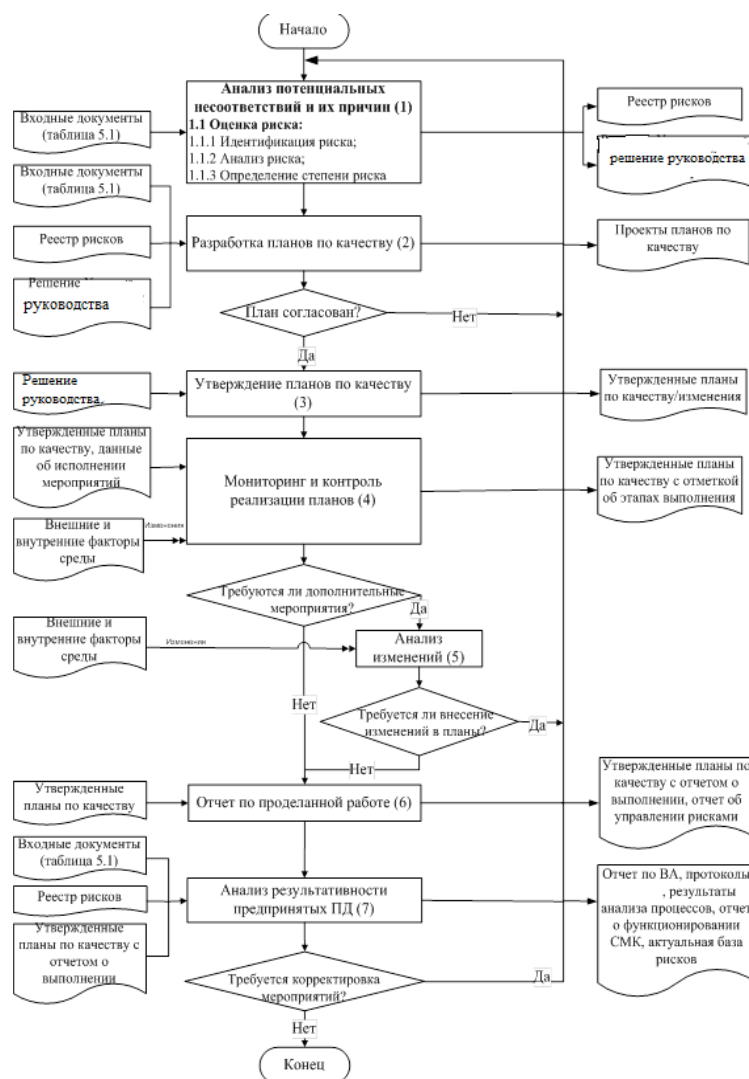 Начало
Анализ потенциальных
несоответствий и их причин (1)
1.1 Оценка риска:
1.1.1 Идентификация риска;
1.1.2 Анализ риска;
1.1.3 Определение степени риска
Входные документы
(таблица 5.1)
Реестр рисков
решение руководства
Входные документы
(таблица 5.1)
Реестр рисков
Решение
руководства
Разработка планов по качеству (2)
Проекты планов по
качеству
План согласован?
Нет
Да
Решение
руководства,
Утверждение планов по качеству
(3)
Утвержденные планы
по качеству/изменения
Утвержденные планы
по качеству, данные
об исполнении
мероприятий
Внешние и
внутренние факторы
среды
Изменения
Мониторинг и контроль
реализации планов (4)
Утвержденные планы
по качеству с отметкой
об этапах выполнения
Требуются ли дополнительные
мероприятия?
Да
Внешние и
внутренние факторы
среды
Изменения
Анализ
изменений (5)
Нет
Требуется ли внесение
изменений в планы?
Да
Нет
Утвержденные
планы по качеству
Отчет по проделанной работе (6)
Утвержденные планы по
качеству с отчетом о
выполнении, отчет об
управлении рисками
Входные документы
(таблица 5.1)
Реестр рисков
Утвержденные
планы по качеству с
отчетом о
выполнении
Анализ результативности
предпринятых ПД (7)
Отчет по ВА, протоколы
, результаты
анализа процессов, отчет
о функционировании
СМК, актуальная база
рисков
Требуется корректировка
мероприятий?
Да
Нет
Конец